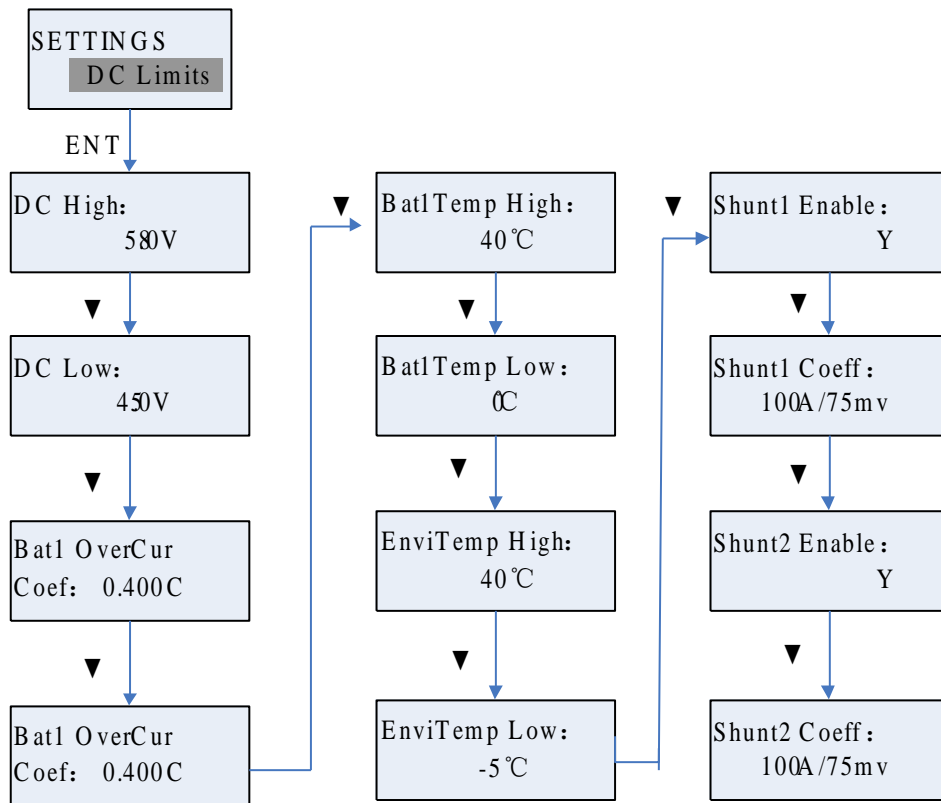 SETTINGS
DC Limits
ENT
DC High:
580V
▼
DC Low:
450V
▼
Bat1 OverCur
Coef: 0.400C
▼
Bat1 OverCur
Coef: 0.400C
▼
Bat1Temp High:
40℃
▼
Bat1Temp Low:
0℃
▼
EnviTemp High:
40℃
▼
EnviTemp Low:
-5℃
▼
Shunt1 Enable:
Y
▼
Shunt1 Coeff:
100A/75mv
▼
Shunt2 Enable:
Y
▼
Shunt2 Coeff:
100A/75mv